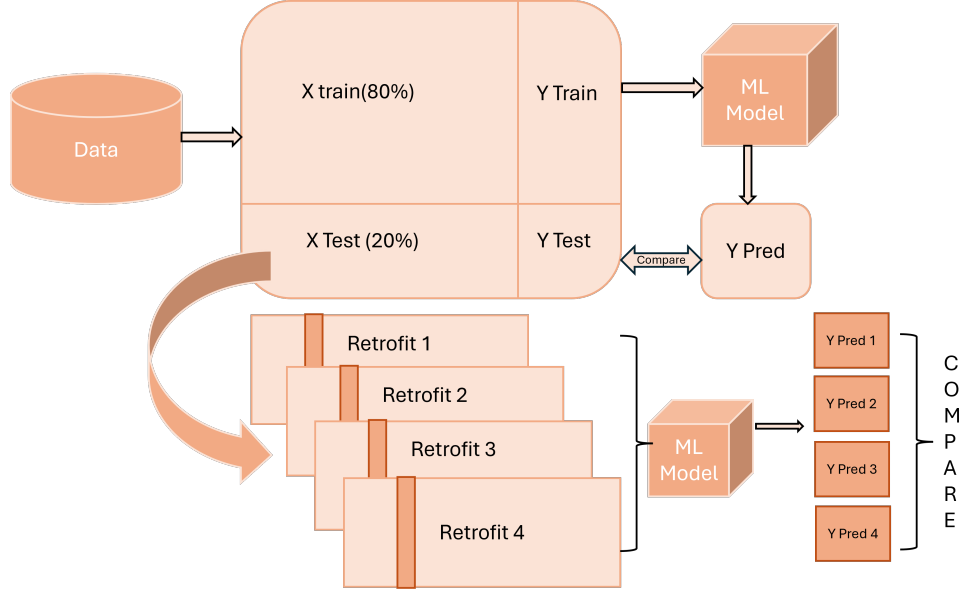 Data
X train(80%)
Y Train
ML
Model
X Test (20%)
Y Test
Compare
Y Pred
Retrofit 1
Retrofit 2
Retrofit 3
Retrofit 4
ML
Model
Y Pred 1
Y Pred 2
Y Pred 3
Y Pred 4
C
O
M
P
A
R
E